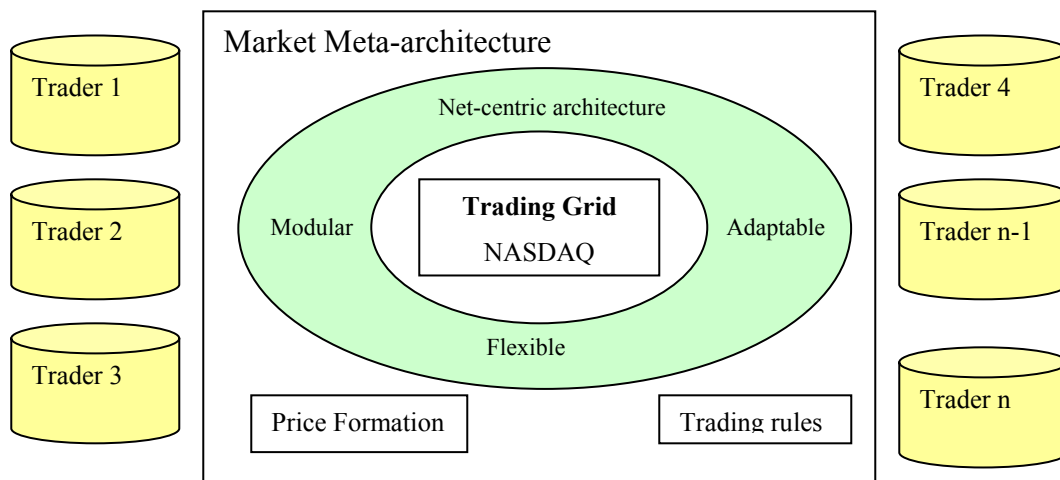 Market Meta-architecture
Trader 1
Trader 2
Trader 3
Net-centric architecture
Modular
Trading Grid
NASDAQ
Adaptable
Flexible
Price Formation
Trading rules
Trader 4
Trader n-1
Trader n